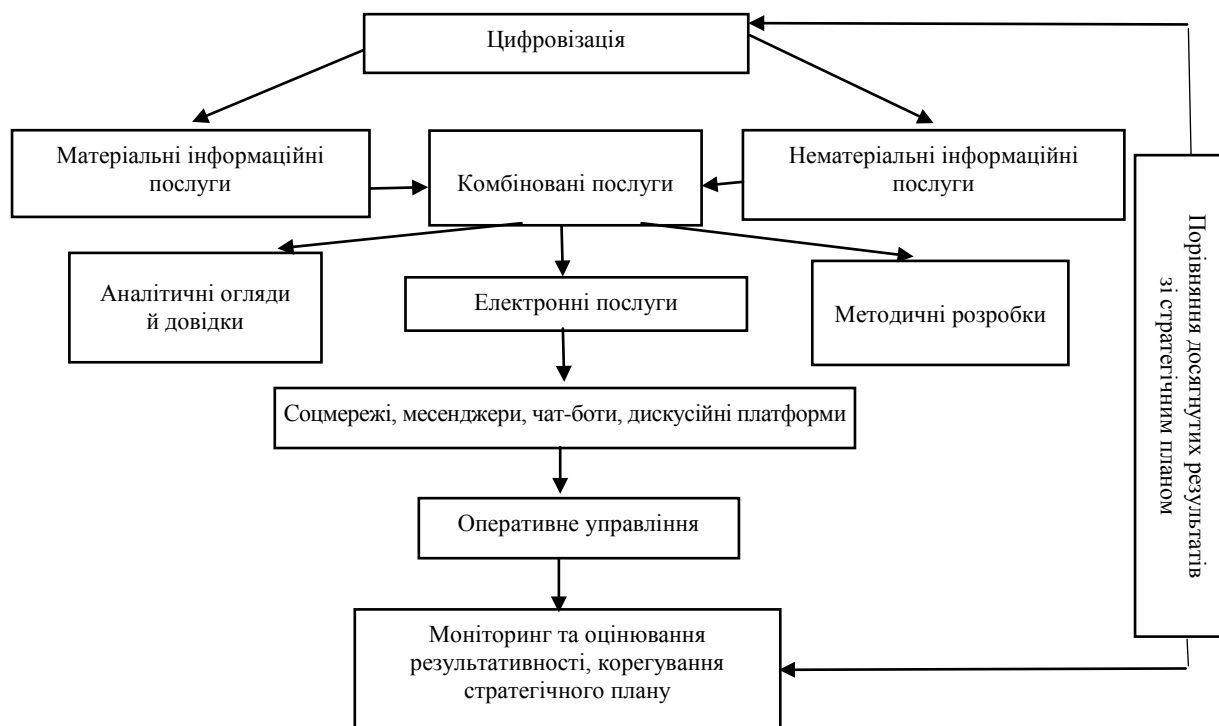 Цифровізація
Матеріальні інформаційні
послуги
Комбіновані послуги
Нематеріальні інформаційні
послуги
Порівняння досягнутих результатів
зі стратегічним планом
Аналітичні огляди
й довідки
Електронні послуги
Методичні розробки
Соцмережі, месенджери, чат-боти, дискусійні платформи
Оперативне управління
Моніторинг та оцінювання
результативності, корегування
стратегічного плану